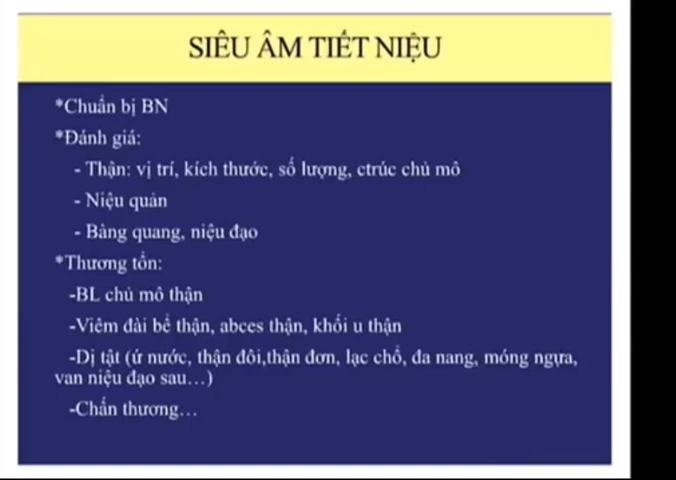 SIÊU ÂM TIẾT NIỆU
*Chuẩn bị BN
*Đánh giá:
- Thận: vị trí, kích thước, số lượng, ctrúc chủ mô
- Niệu quản
- Bàng quang, niệu đạo
*Thương tổn:
-BL chủ mô thận
-Viêm đài bể thận, abces thận, khối u thận
-Dị tật (ứ nước, thận đôi,thận đơn, lạc chổ, đa nang, móng ngựa,
van niệu đạo sau…)
-Chấn thương…